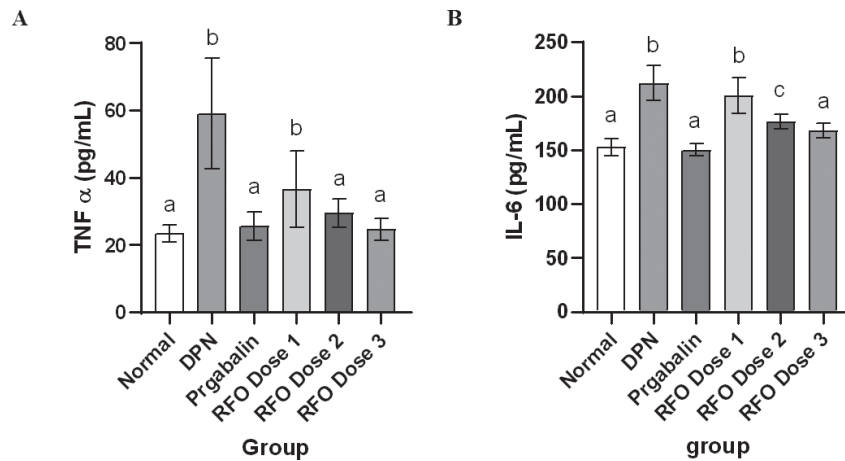 A
TNF α (pg/mL)
80
60
40
20
0
a
b
a
b
a
a
Normal
DPN
Prgabalin
RFO Dose 1
RFO Dose 2
RFO Dose 3
Group
B
IL-6 (pg/mL)
250
200
150
100
50
0
a
b
a
b
c
a
Normal
DPN
Prgabalin
RFO Dose 1
RFO Dose 2
RFO Dose 3
group